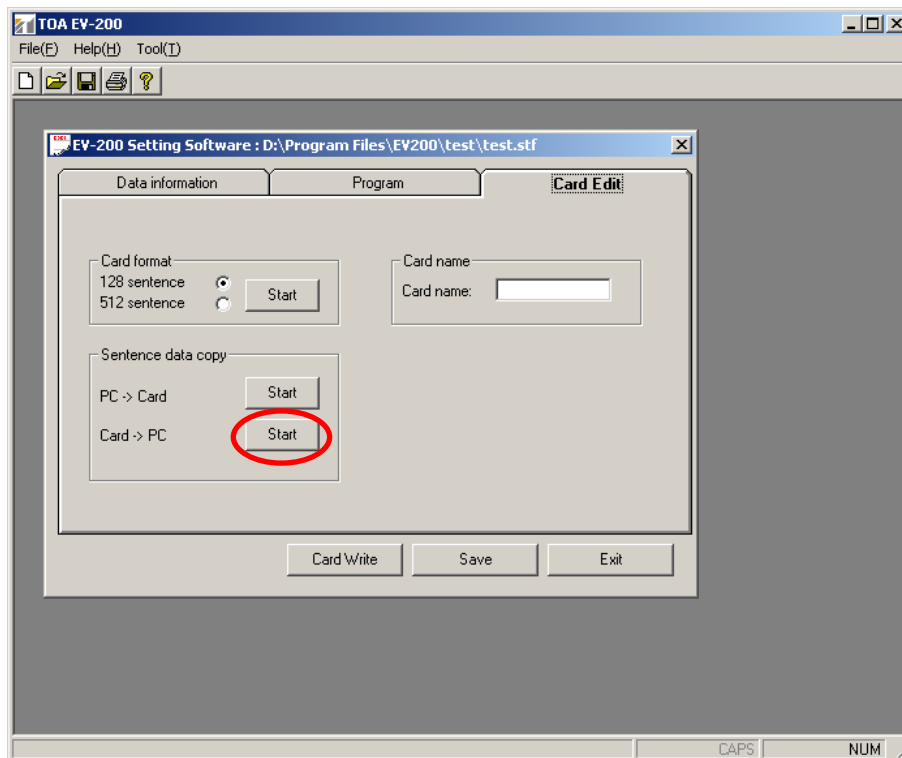 TOA EV-200
File(F) Help(H) Tool(T)
EV-200 Setting Software : D:\Program Files\EV200\test\test.stf
Data information Program Card Edit
Card format
128 sentence
512 sentence
Start
Card name
Card name:
Sentence data copy
PC -> Card Start
Card -> PC Start
Card Write Save Exit
CAPS NUM